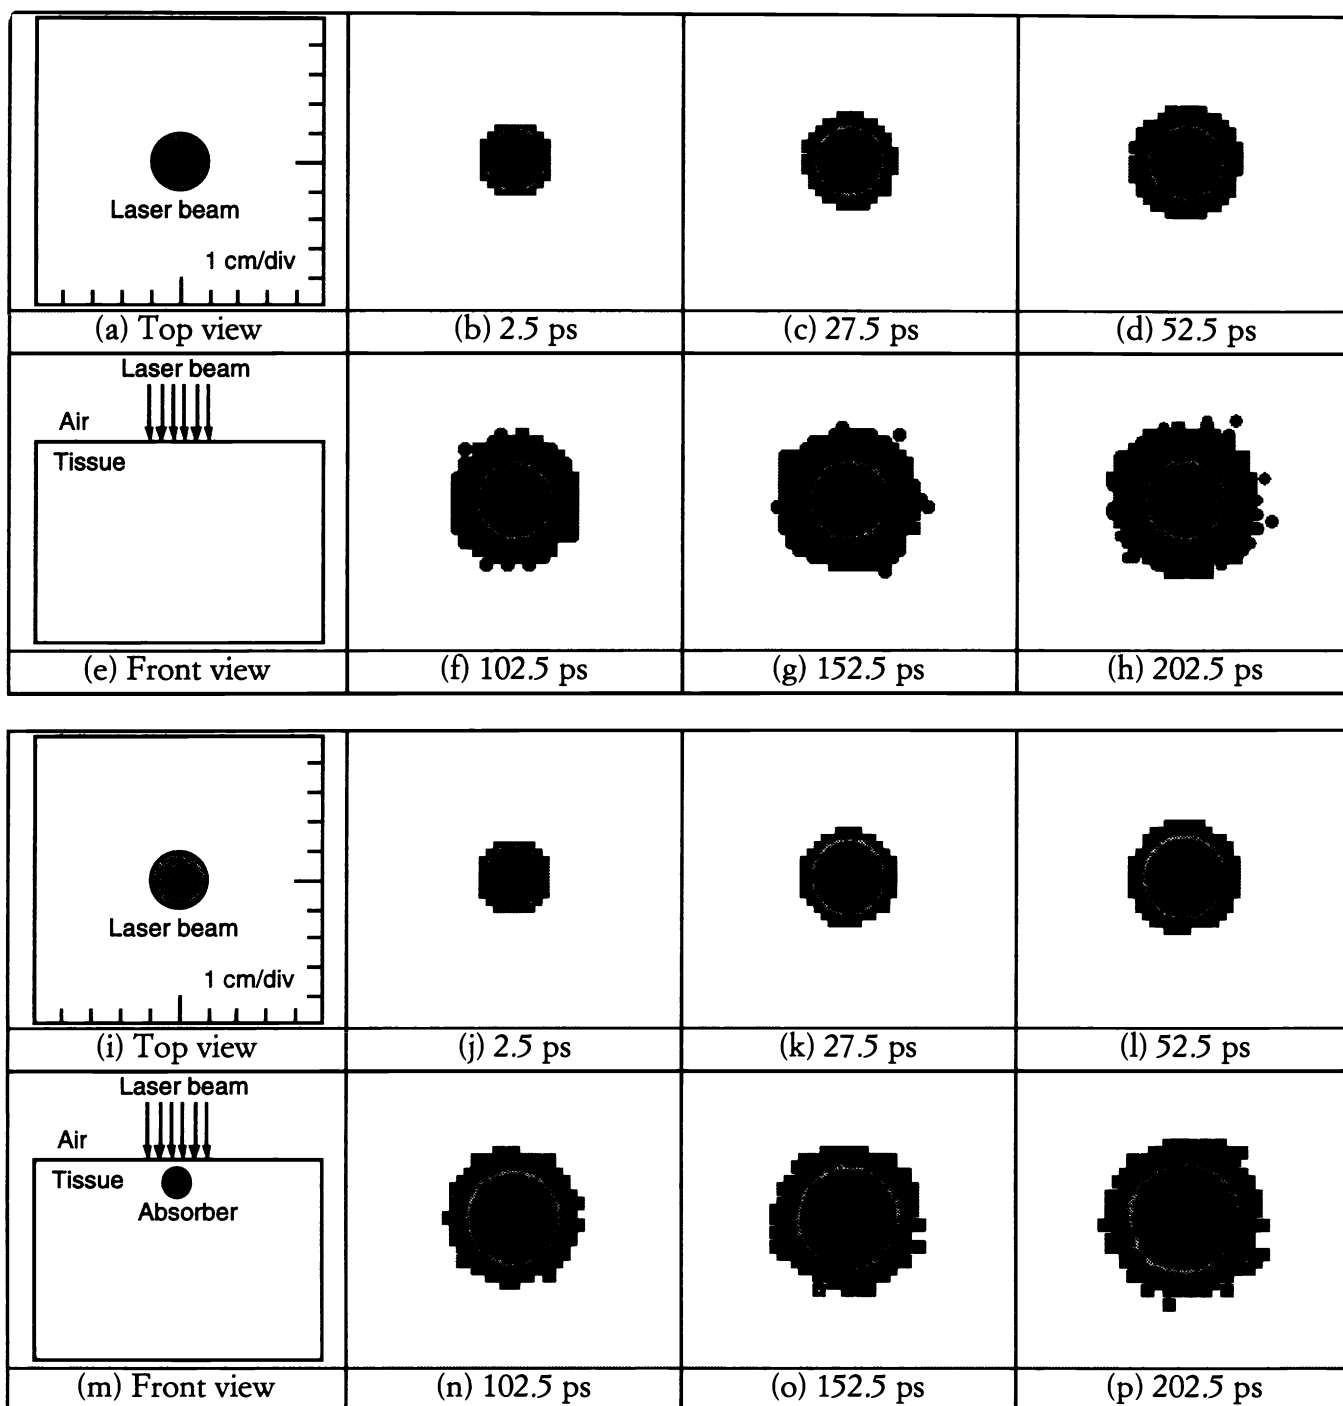 Laser beam
1 cm/div
(a) Top view
(b) 2.5 ps
(c) 27.5 ps
(d) 52.5 ps
Laser beam
Air
Tissue
(e) Front view
(f) 102.5 ps
(g) 152.5 ps
(h) 202.5 ps
Laser beam
1 cm/div
(i) Top view
(j) 2.5 ps
(k) 27.5 ps
(l) 52.5 ps
Laser beam
Air
Tissue
Absorber
(m) Front view
(n) 102.5 ps
(o) 152.5 ps
(p) 202.5 ps